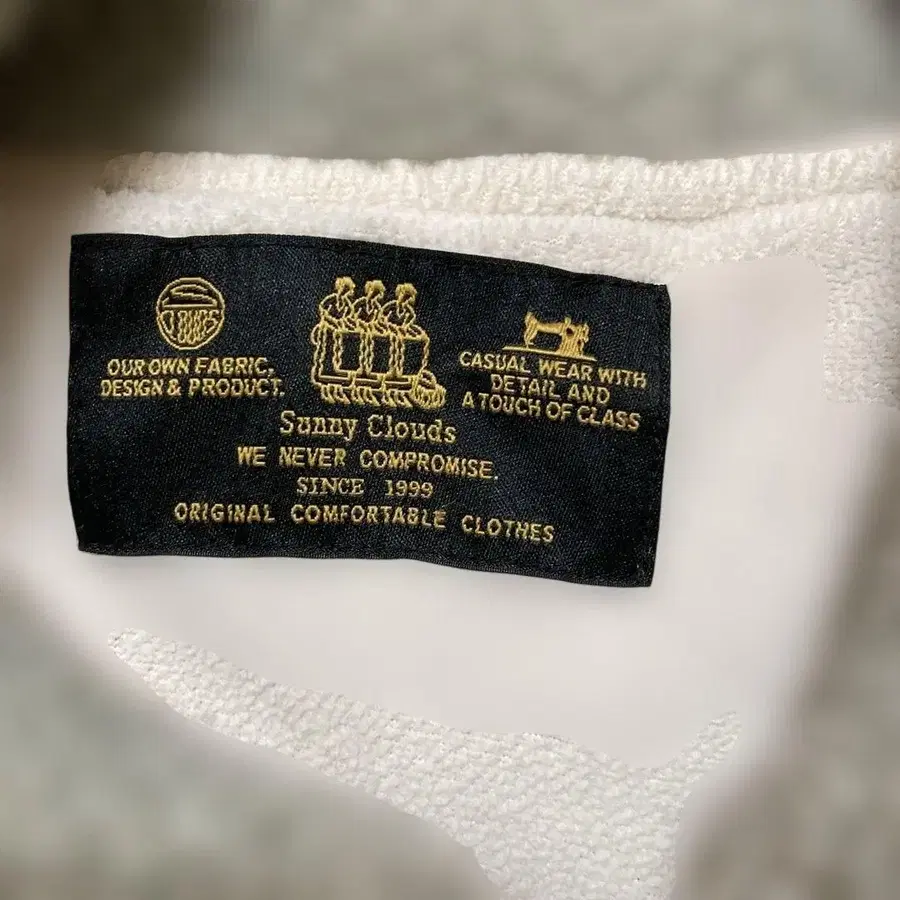 CLOUDS
OUR OWN FABRIC,
DESIGN & PRODUCT.
CASUAL WEAR WITH
DETAIL AND
A TOUCH OF CLASS
Sunny Clouds
WE NEVER COMPROMISE.
SINCE 1999
ORIGINAL COMFORTABLE CLOTHES